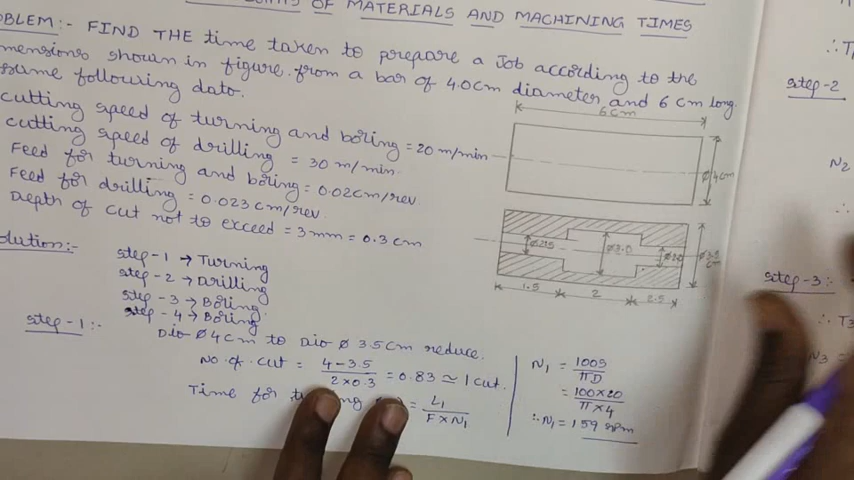 OF MATERIALS AND MACHINING TIMES
OBLEM:- FIND THE time taken to prepare a Job according to the
mensions shown in figure. from a bar of 4.0cm diameter and 6 cm long.
ssume following data.
cutting speed of turning and boring = 20 m/min
cutting speed of drilling = 30 m/min.
Feed for turning and boring = 0.02cm/rev.
Feed for drilling = 0.023 cm/rev
Depth of cut not to exceed = 3mm = 0.3 cm
olution:-
step-1 → Turning
step-2 → Drilling
step-3 → Boring
step-4 → Boring
step-1:-
Dia Ø4cm to Dia Ø 3.5cm reduce.
No. of. cut = 4-3.5 / 2×0.3 = 0.83 ≃ 1 cut.
Time for = L1 / F×N1
N1 = 100S / πD
= 100×20 / π×4
∴ N1 = 159 rpm
6cm
Ø 4cm
Ø3.0
Ø3.5 cm
1.5
2
2.5
step-2
N2
∴
step-3:-
∴ T3
N3 =